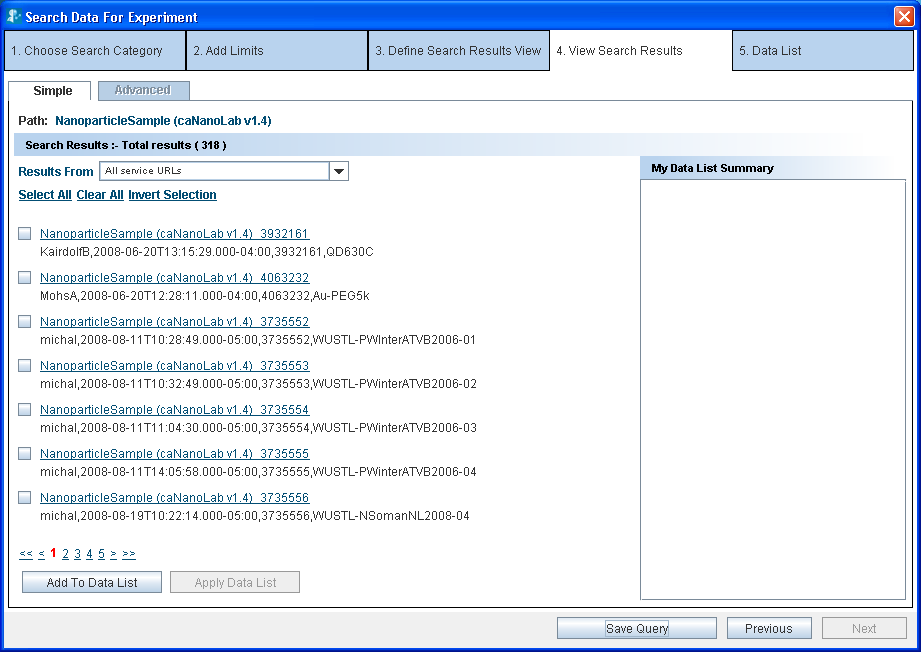 Search Data For Experiment
1. Choose Search Category 2. Add Limits 3. Define Search Results View 4. View Search Results 5. Data List
Simple Advanced
Path: NanoparticleSample (caNanoLab v1.4)
Search Results :- Total results ( 318 )
Results From All service URLs
Select All Clear All Invert Selection
NanoparticleSample (caNanoLab v1.4)_3932161
KairdolfB,2008-06-20T13:15:29.000-04:00,3932161,QD630C
NanoparticleSample (caNanoLab v1.4)_4063232
MohsA,2008-06-20T12:28:11.000-04:00,4063232,Au-PEG5k
NanoparticleSample (caNanoLab v1.4)_3735552
michal,2008-08-11T10:28:49.000-05:00,3735552,WUSTL-PWInterATVB2006-01
NanoparticleSample (caNanoLab v1.4)_3735553
michal,2008-08-11T10:32:49.000-05:00,3735553,WUSTL-PWinterATVB2006-02
NanoparticleSample (caNanoLab v1.4)_3735554
michal,2008-08-11T11:04:30.000-05:00,3735554,WUSTL-PWinterATVB2006-03
NanoparticleSample (caNanoLab v1.4)_3735555
michal,2008-08-11T14:05:58.000-05:00,3735555,WUSTL-PWinterATVB2006-04
NanoparticleSample (caNanoLab v1.4)_3735556
michal,2008-08-19T10:22:14.000-05:00,3735556,WUSTL-NSomanNL2008-04
<< < 1 2 3 4 5 > >>
Add To Data List Apply Data List
My Data List Summary
Save Query Previous Next